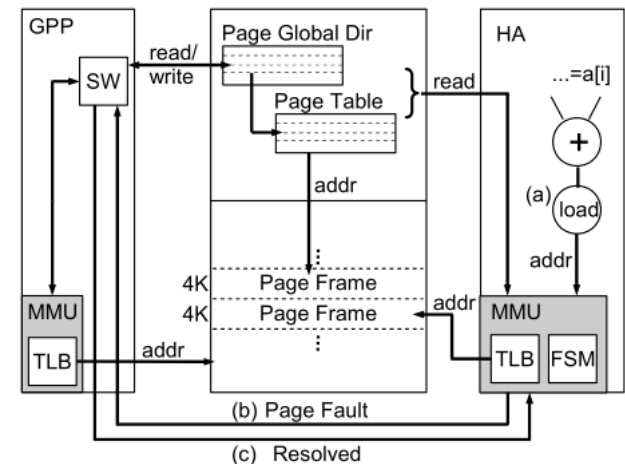 GPP
SW
read/
write
Page Global Dir
Page Table
addr
read
HA
...=a[i]
+
(a)
load
addr
4K
Page Frame
4K
Page Frame
addr
MMU
TLB
addr
MMU
TLB
FSM
(b) Page Fault
(c) Resolved